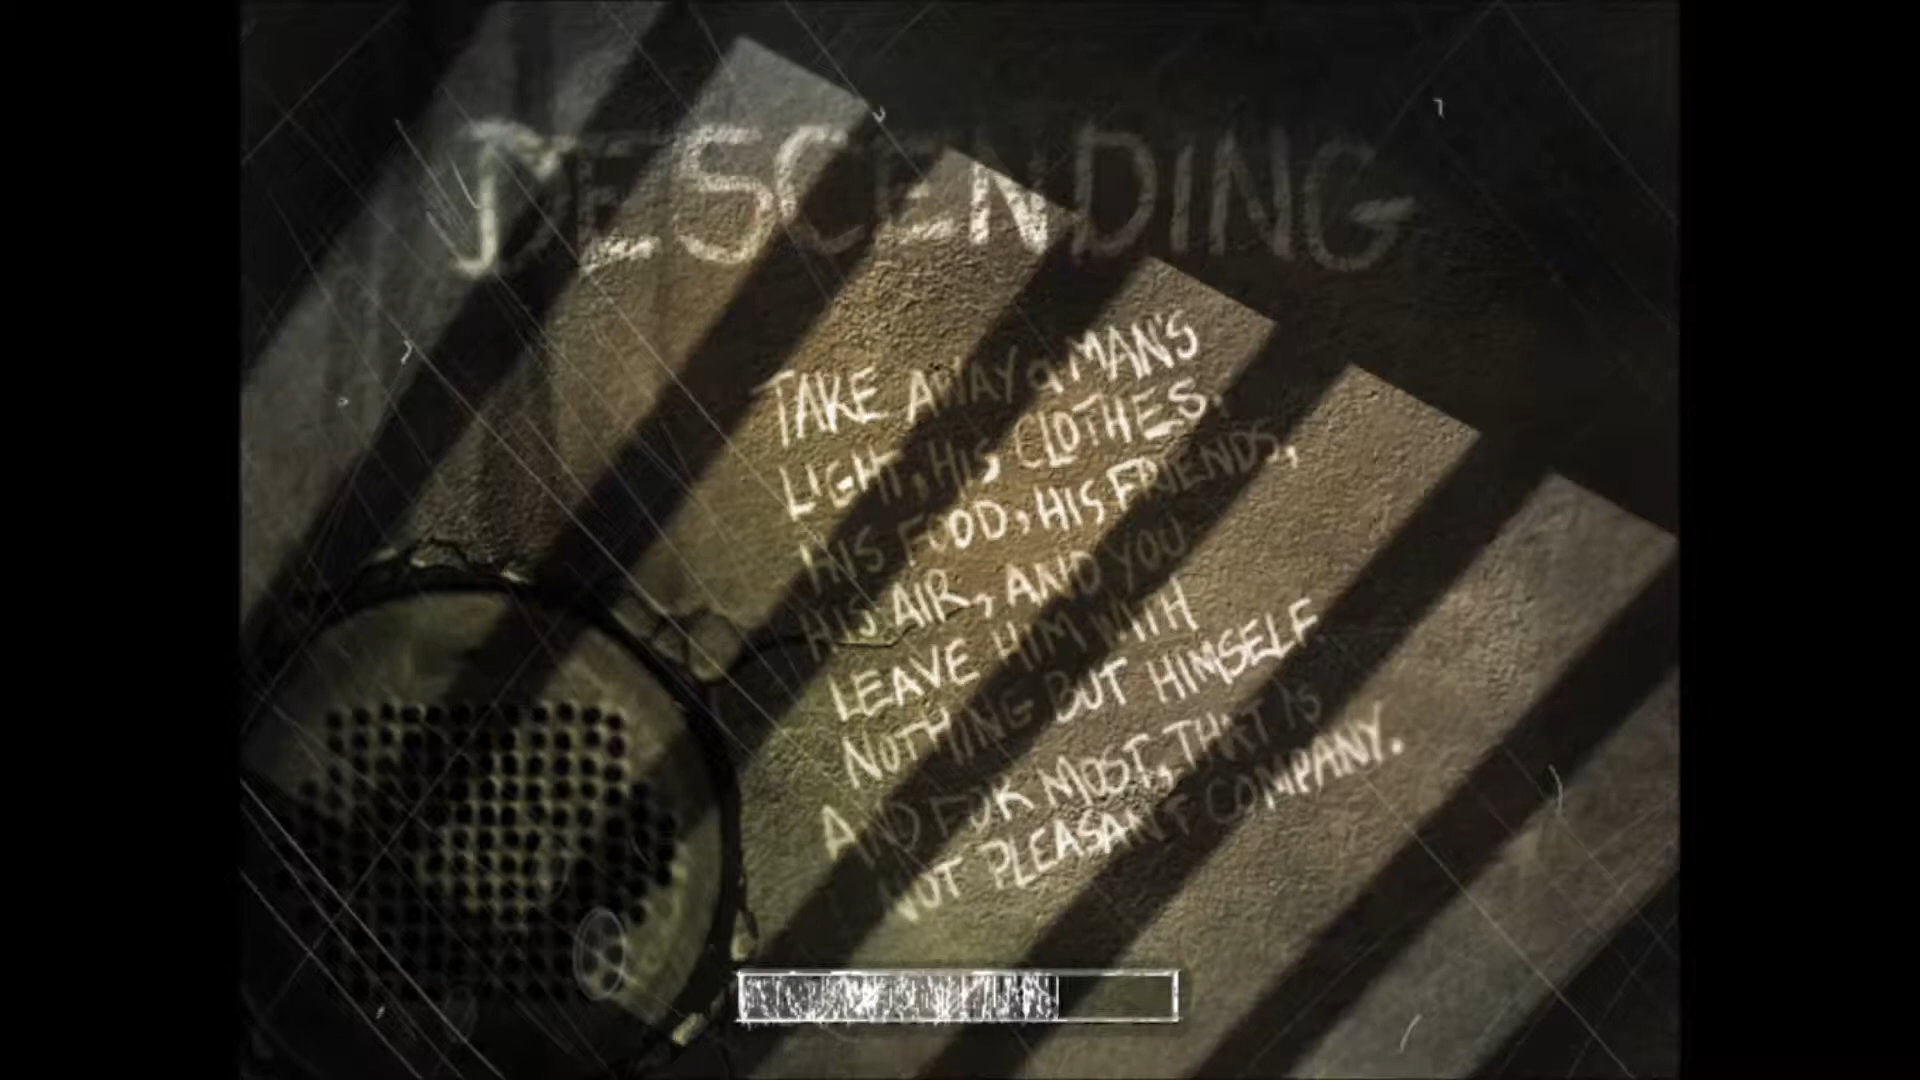 DESCENDING
TAKE AWAY a MAN'S
LIGHT, HIS CLOTHES,
HIS FOOD, HIS FRIENDS,
HIS AIR, AND YOU
LEAVE HIM WITH
NOTHING BUT HIMSELF
AND FOR MOST, THAT IS
NOT PLEASANT COMPANY.